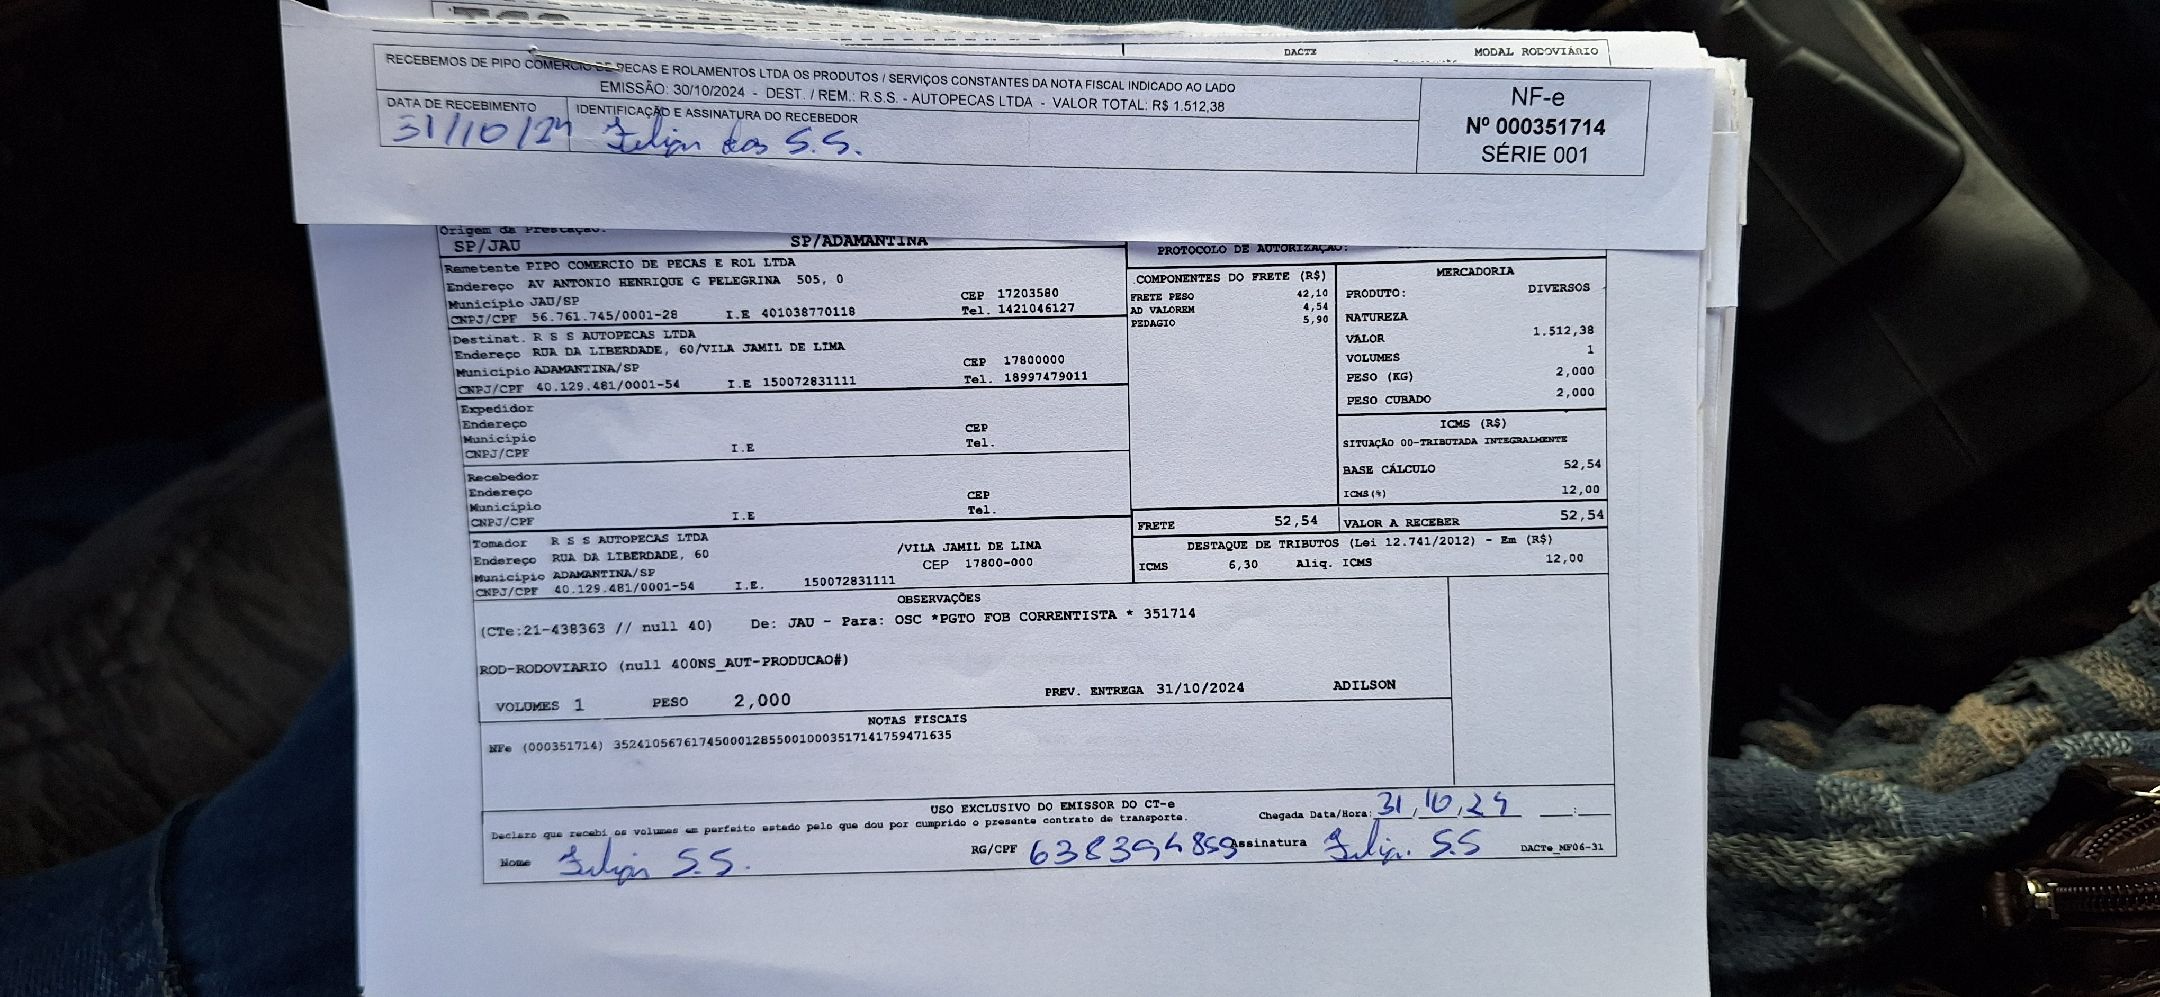 DACTE
MODAL RODOVIÁRIO
RECEBEMOS DE PIPO COMERCIO DE PECAS E ROLAMENTOS LTDA OS PRODUTOS / SERVIÇOS CONSTANTES DA NOTA FISCAL INDICADO AO LADO
EMISSÃO: 30/10/2024 - DEST. / REM.: R.S.S. - AUTOPECAS LTDA - VALOR TOTAL: R$ 1.512,38
DATA DE RECEBIMENTO
31/10/24
IDENTIFICAÇÃO E ASSINATURA DO RECEBEDOR
Felipe dos S.S.
NF-e
Nº 000351714
SÉRIE 001
Origem da Prestação:
SP/JAU
SP/ADAMANTINA
Remetente PIPO COMERCIO DE PECAS E ROL LTDA
Endereço AV ANTONIO HENRIQUE G PELEGRINA 505, 0
Município JAU/SP CEP 17203580
CNPJ/CPF 56.761.745/0001-28 I.E 401038770118 Tel. 1421046127
Destinat. R S S AUTOPECAS LTDA
Endereço RUA DA LIBERDADE, 60/VILA JAMIL DE LIMA
Município ADAMANTINA/SP CEP 17800000
CNPJ/CPF 40.129.481/0001-54 I.E 150072831111 Tel. 18997479011
Expedidor
Endereço
Município CEP
CNPJ/CPF I.E Tel.
Recebedor
Endereço
Município CEP
CNPJ/CPF I.E Tel.
Tomador R S S AUTOPECAS LTDA
Endereço RUA DA LIBERDADE, 60 /VILA JAMIL DE LIMA
Município ADAMANTINA/SP CEP 17800-000
CNPJ/CPF 40.129.481/0001-54 I.E. 150072831111
PROTOCOLO DE AUTORIZAÇÃO:
COMPONENTES DO FRETE (R$)
FRETE PESO 42,10
AD VALOREM 4,54
PEDAGIO 5,90
MERCADORIA
PRODUTO: DIVERSOS
NATUREZA
VALOR 1.512,38
VOLUMES 1
PESO (KG) 2,000
PESO CUBADO 2,000
ICMS (R$)
SITUAÇÃO 00-TRIBUTADA INTEGRALMENTE
BASE CÁLCULO 52,54
ICMS(%) 12,00
FRETE 52,54
VALOR A RECEBER 52,54
DESTAQUE DE TRIBUTOS (Lei 12.741/2012) - Em (R$)
ICMS 6,30 Aliq. ICMS 12,00
OBSERVAÇÕES
(CTe:21-438363 // null 40) De: JAU - Para: OSC *PGTO FOB CORRENTISTA * 351714
ROD-RODOVIARIO (null 400NS_AUT-PRODUCAO#)
VOLUMES 1 PESO 2,000 PREV. ENTREGA 31/10/2024 ADILSON
NOTAS FISCAIS
NFe (000351714) 35241056761745000128550010003517141759471635
USO EXCLUSIVO DO EMISSOR DO CT-e
Declaro que recebi os volumes em perfeito estado pelo que dou por cumprido o presente contrato de transporte.
Chegada Data/Hora: 31/10/24 __:__
Nome Felipe S.S. RG/CPF 638394859 Assinatura Felipe S.S DACTe_MF06-31